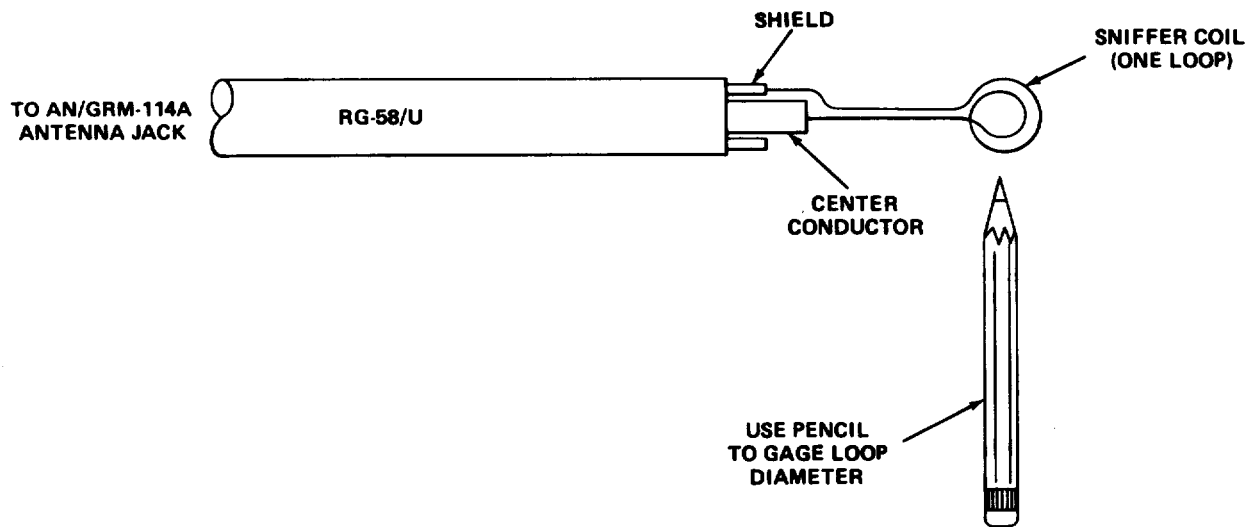 SHIELD
SNIFFER COIL
(ONE LOOP)
TO AN/GRM-114A
ANTENNA JACK
RG-58/U
CENTER
CONDUCTOR
USE PENCIL
TO GAGE LOOP
DIAMETER